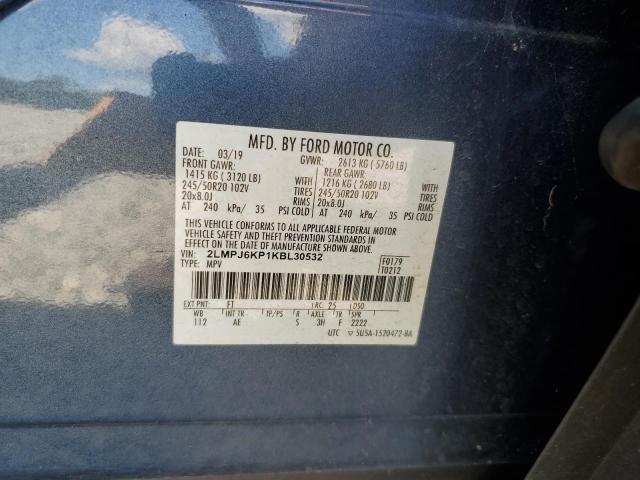 MFD. BY FORD MOTOR CO.
DATE: 03/19 GVWR: 2613 KG ( 5760 LB)
FRONT GAWR: REAR GAWR:
1415 KG ( 3120 LB) 1216 KG ( 2680 LB)
245/50R20 102V TIRES 245/50R20 102V TIRES
20x8.0J RIMS 20x8.0J RIMS
AT 240 kPa/ 35 PSI COLD AT 240 kPa/ 35 PSI COLD
THIS VEHICLE CONFORMS TO ALL APPLICABLE FEDERAL MOTOR
VEHICLE SAFETY AND THEFT PREVENTION STANDARDS IN
EFFECT ON THE DATE OF MANUFACTURE SHOWN ABOVE.
VIN: 2LMPJ6KP1KBL30532 F0179
TYPE: MPV T0212
EXT PNT: FT RC: 25 DSO:
WB INT TR TP/PS R AXLE TR SPR
112 AE S 3H F 2222
UTC 5U5A-1520472-BA